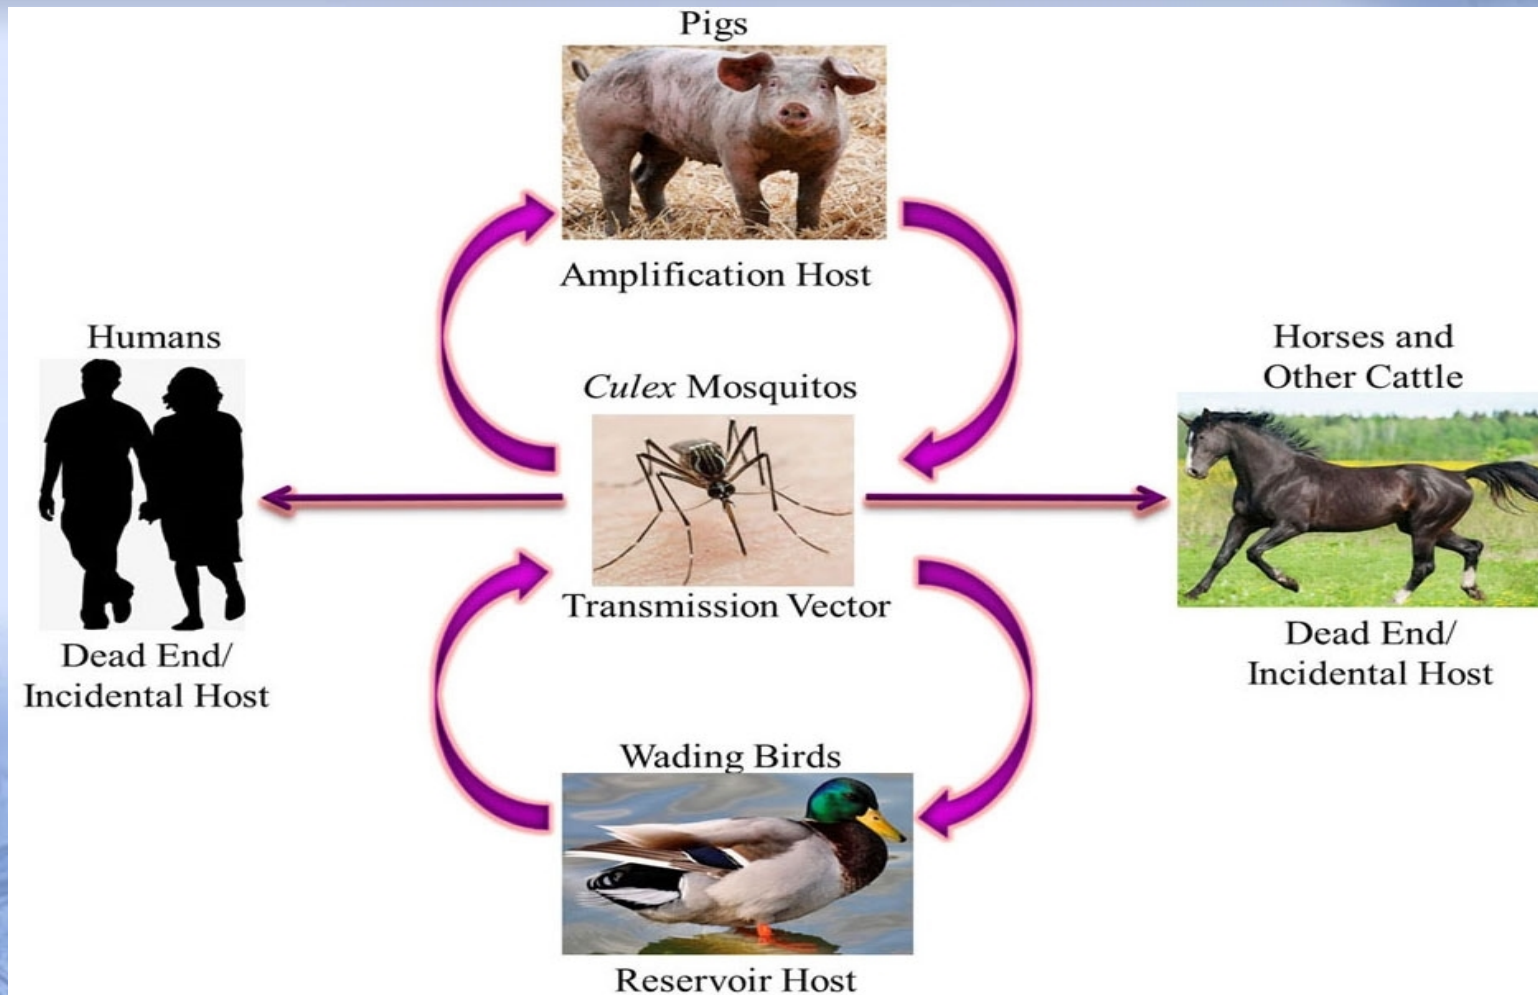 Pigs
Amplification Host
Humans
Dead End/
Incidental Host
Culex Mosquitos
Transmission Vector
Horses and
Other Cattle
Dead End/
Incidental Host
Wading Birds
Reservoir Host